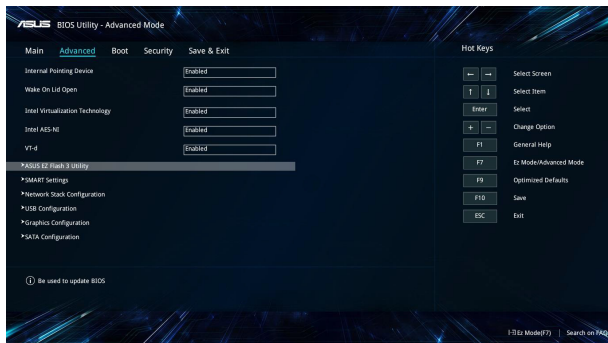 ASUS BIOS Utility - Advanced Mode
Main Advanced Boot Security Save & Exit
Hot Keys
Internal Pointing Device Enabled
Wake On Lid Open Enabled
Intel Virtualization Technology Enabled
Intel AES-NI Enabled
VT-d Enabled
ASUS EZ Flash 3 Utility
SMART Settings
Network Stack Configuration
USB Configuration
Graphics Configuration
SATA Configuration
← → Select Screen
↑ ↓ Select Item
Enter Select
+ − Change Option
F1 General Help
F7 Ez Mode/Advanced Mode
F9 Optimized Defaults
F10 Save
ESC Exit
Be used to update BIOS
Ez Mode(F7) | Search on FAQ